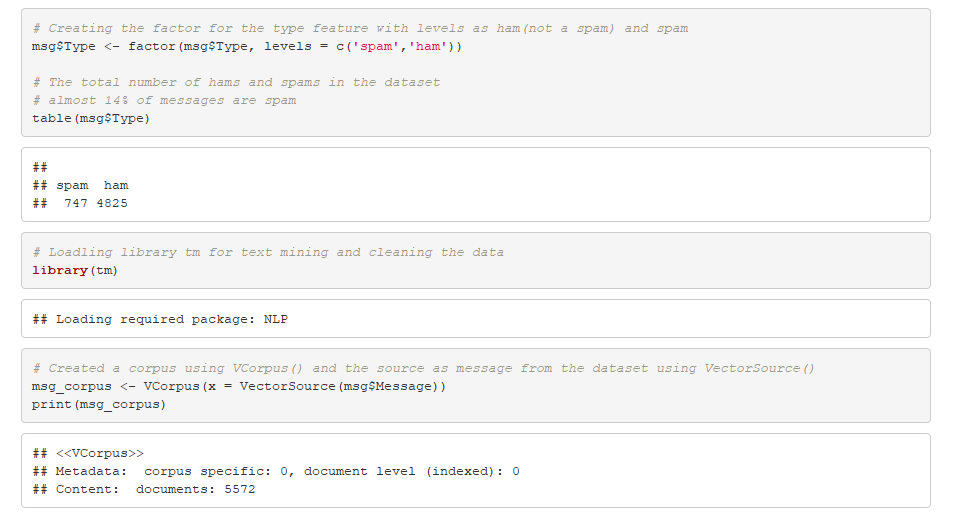 # Creating the factor for the type feature with levels as ham(not a spam) and spam
msg$Type <- factor(msg$Type, levels = c('spam','ham'))
# The total number of hams and spams in the dataset
# almost 14% of messages are spam
table(msg$Type)
##
## spam  ham
##  747 4825
# Loadling library tm for text mining and cleaning the data
library(tm)
## Loading required package: NLP
# Created a corpus using VCorpus() and the source as message from the dataset using VectorSource()
msg_corpus <- VCorpus(x = VectorSource(msg$Message))
print(msg_corpus)
## <<VCorpus>>
## Metadata:  corpus specific: 0, document level (indexed): 0
## Content:  documents: 5572